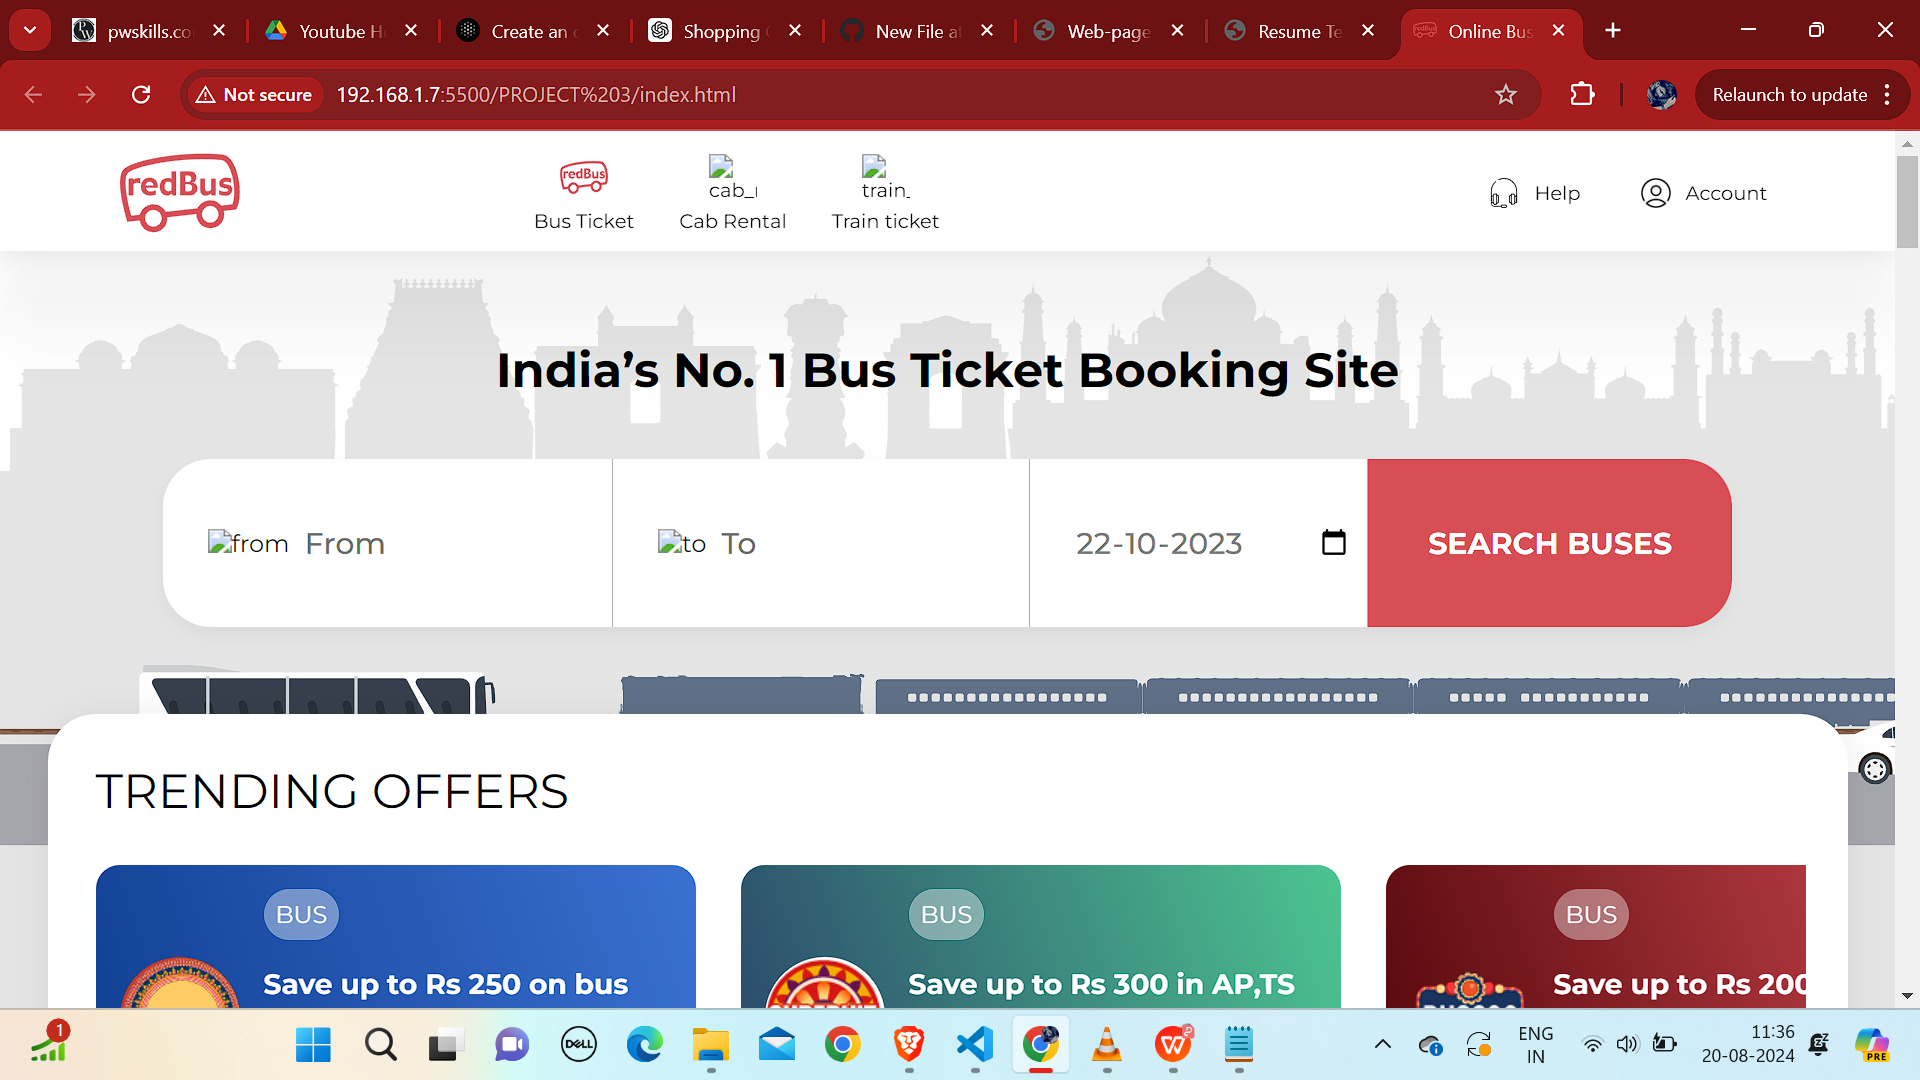 pwskills.co
Youtube H
Create an
Shopping
New File a
Web-page
Resume Te
Online Bus
Not secure
192.168.1.7:5500/PROJECT%203/index.html
Relaunch to update
redBus
redBus
Bus Ticket
cab_
Cab Rental
train_
Train ticket
Help
Account
India’s No. 1 Bus Ticket Booking Site
from From
to To
22-10-2023
SEARCH BUSES
TRENDING OFFERS
BUS
Save up to Rs 250 on bus
BUS
Save up to Rs 300 in AP,TS
BUS
Save up to Rs 200
1
DELL
ENG
IN
11:36
20-08-2024
PRE